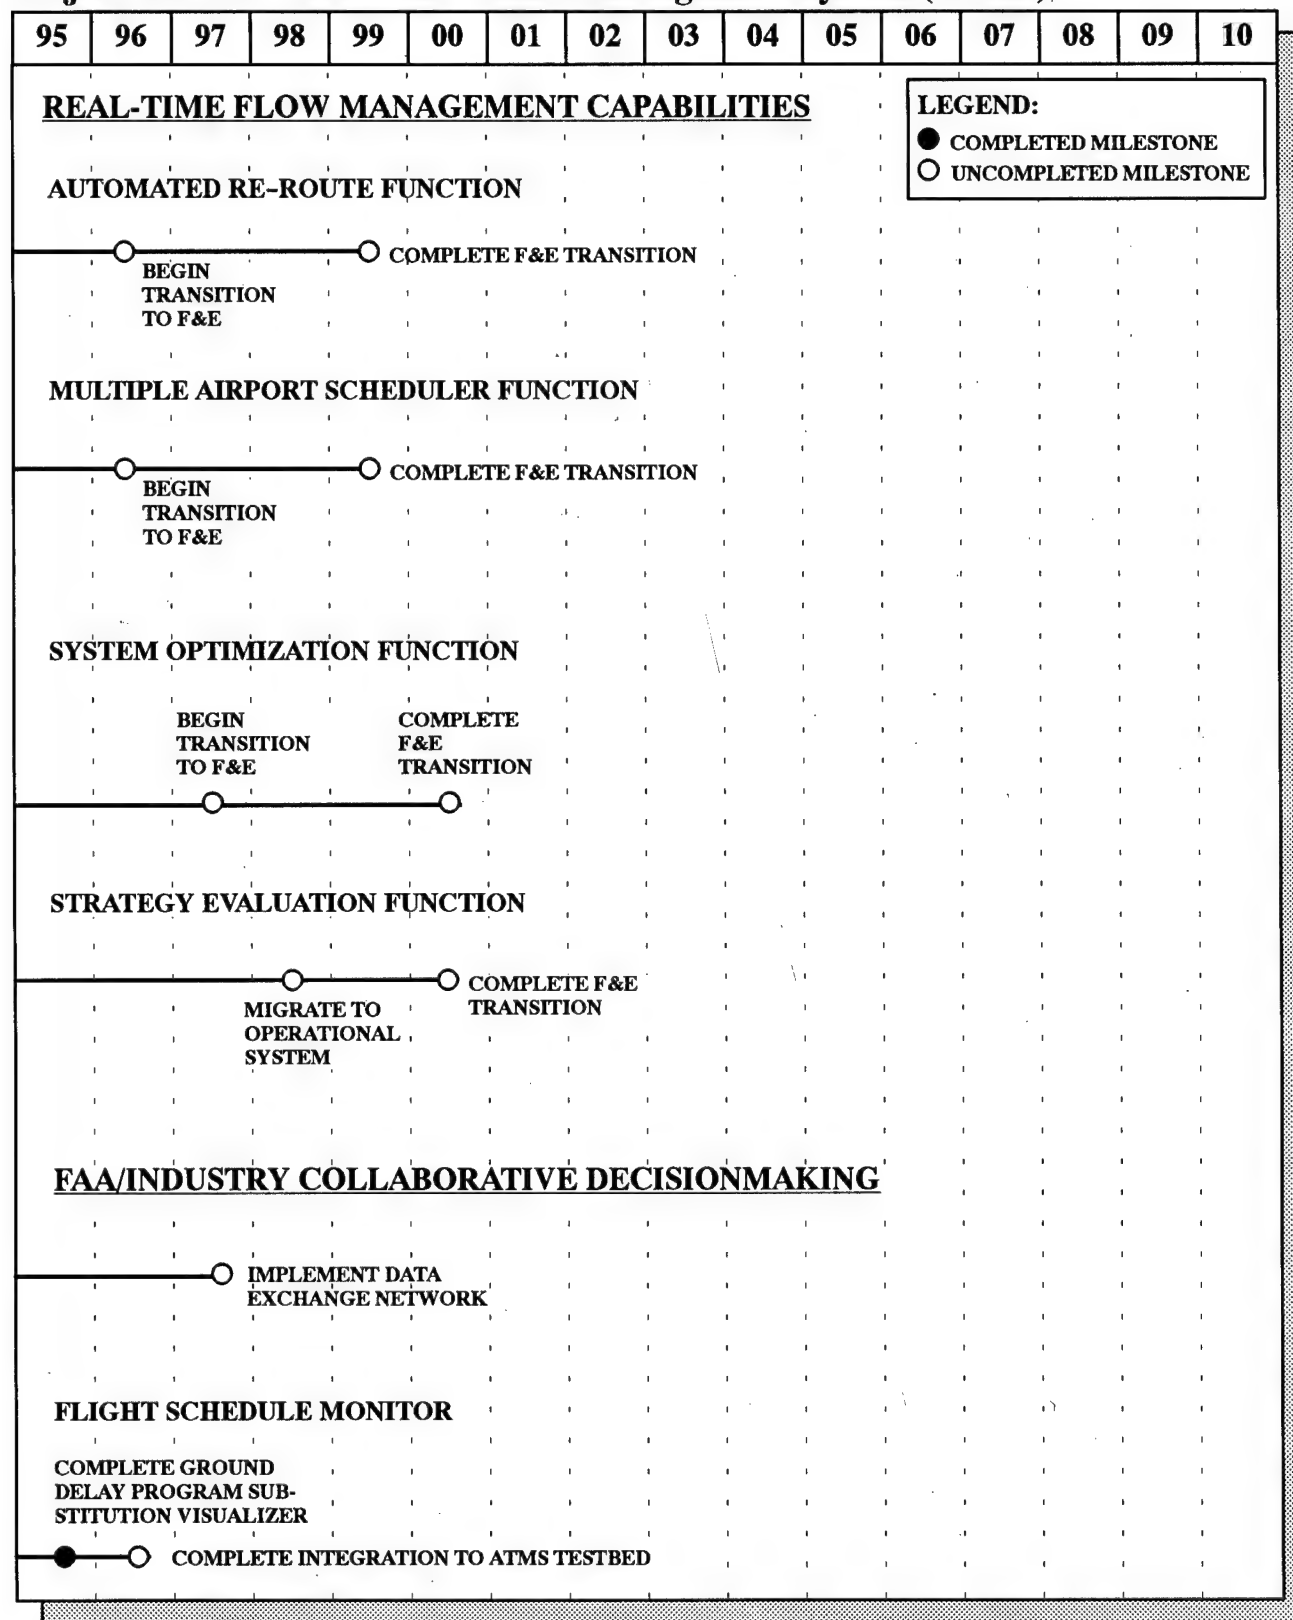 95 96 97 98 99 00 01 02 03 04 05 06 07 08 09 10
REAL-TIME FLOW MANAGEMENT CAPABILITIES
LEGEND:
COMPLETED MILESTONE
UNCOMPLETED MILESTONE
AUTOMATED RE-ROUTE FUNCTION
COMPLETE F&E TRANSITION
BEGIN
TRANSITION
TO F&E
MULTIPLE AIRPORT SCHEDULER FUNCTION
COMPLETE F&E TRANSITION
BEGIN
TRANSITION
TO F&E
SYSTEM OPTIMIZATION FUNCTION
BEGIN
TRANSITION
TO F&E
COMPLETE
F&E
TRANSITION
STRATEGY EVALUATION FUNCTION
MIGRATE TO
OPERATIONAL
SYSTEM
COMPLETE F&E
TRANSITION
FAA/INDUSTRY COLLABORATIVE DECISIONMAKING
IMPLEMENT DATA
EXCHANGE NETWORK
FLIGHT SCHEDULE MONITOR
COMPLETE GROUND
DELAY PROGRAM SUB-
STITUTION VISUALIZER
COMPLETE INTEGRATION TO ATMS TESTBED